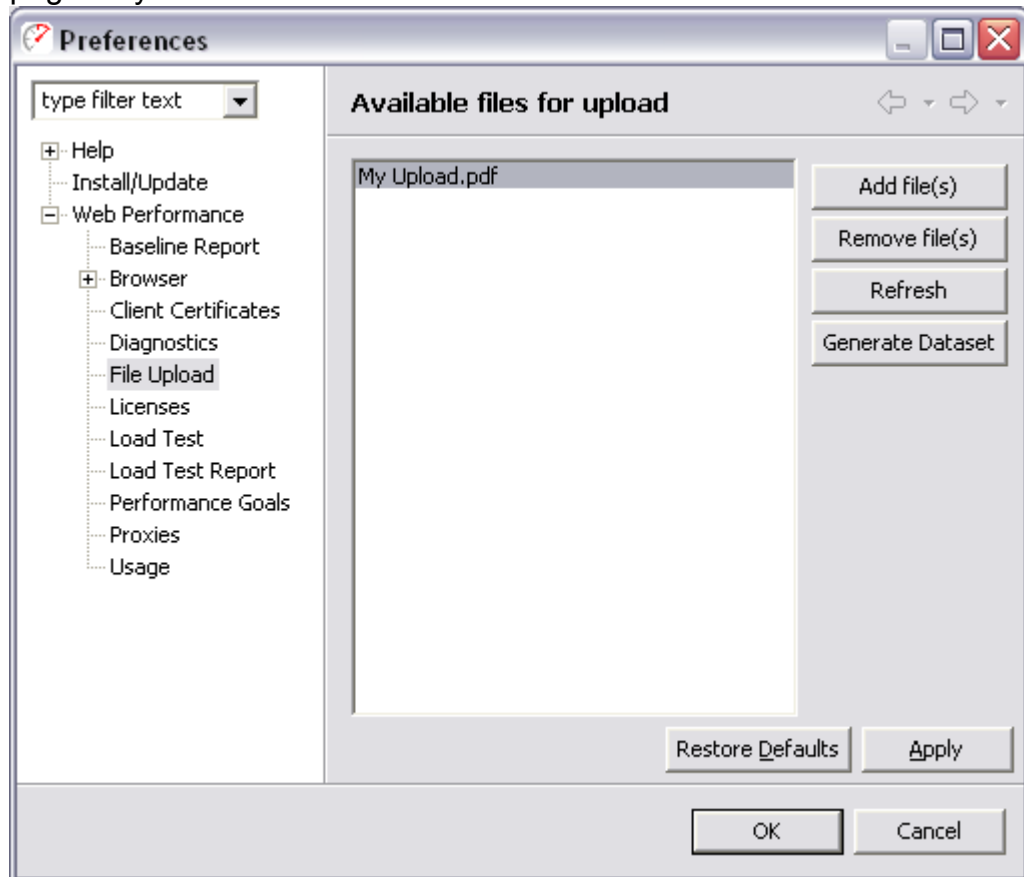 Preferences
type filter text
Help
Install/Update
Web Performance
Baseline Report
Browser
Client Certificates
Diagnostics
File Upload
Licenses
Load Test
Load Test Report
Performance Goals
Proxies
Usage
Available files for upload
My Upload.pdf
Add file(s)
Remove file(s)
Refresh
Generate Dataset
Restore Defaults
Apply
OK
Cancel